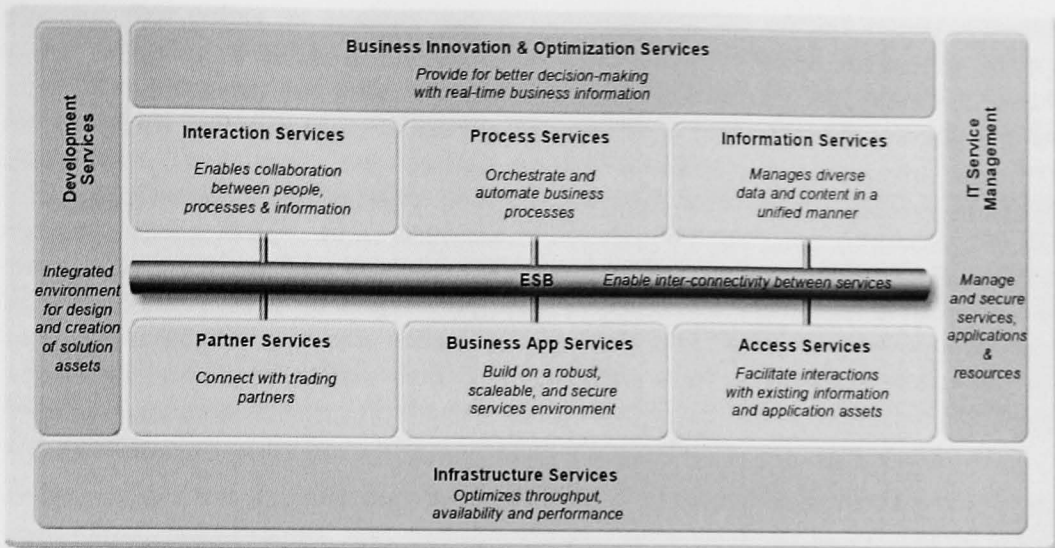 Business Innovation & Optimization Services
Provide for better decision-making
with real-time business information
Development
Services
Integrated
environment
for design
and creation
of solution
assets
Interaction Services
Enables collaboration
between people,
processes & information
Process Services
Orchestrate and
automate business
processes
Information Services
Manages diverse
data and content in a
unified manner
IT Service
Management
Manage
and secure
services,
applications
&
resources
ESB
Enable inter-connectivity between services
Partner Services
Connect with trading
partners
Business App Services
Build on a robust,
scaleable, and secure
services environment
Access Services
Facilitate interactions
with existing information
and application assets
Infrastructure Services
Optimizes throughput,
availability and performance